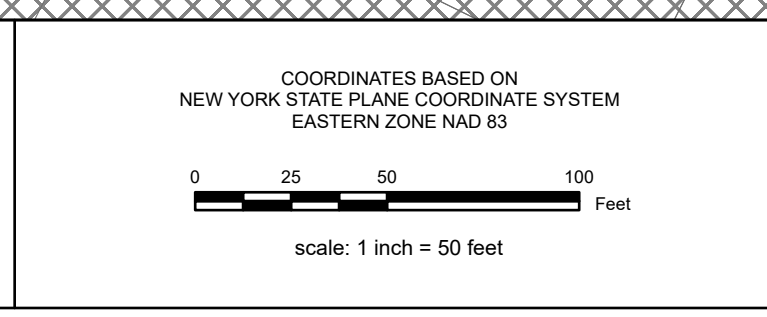 COORDINATES BASED ON
NEW YORK STATE PLANE COORDINATE SYSTEM
EASTERN ZONE NAD 83
0 25 50 100
Feet
scale: 1 inch = 50 feet